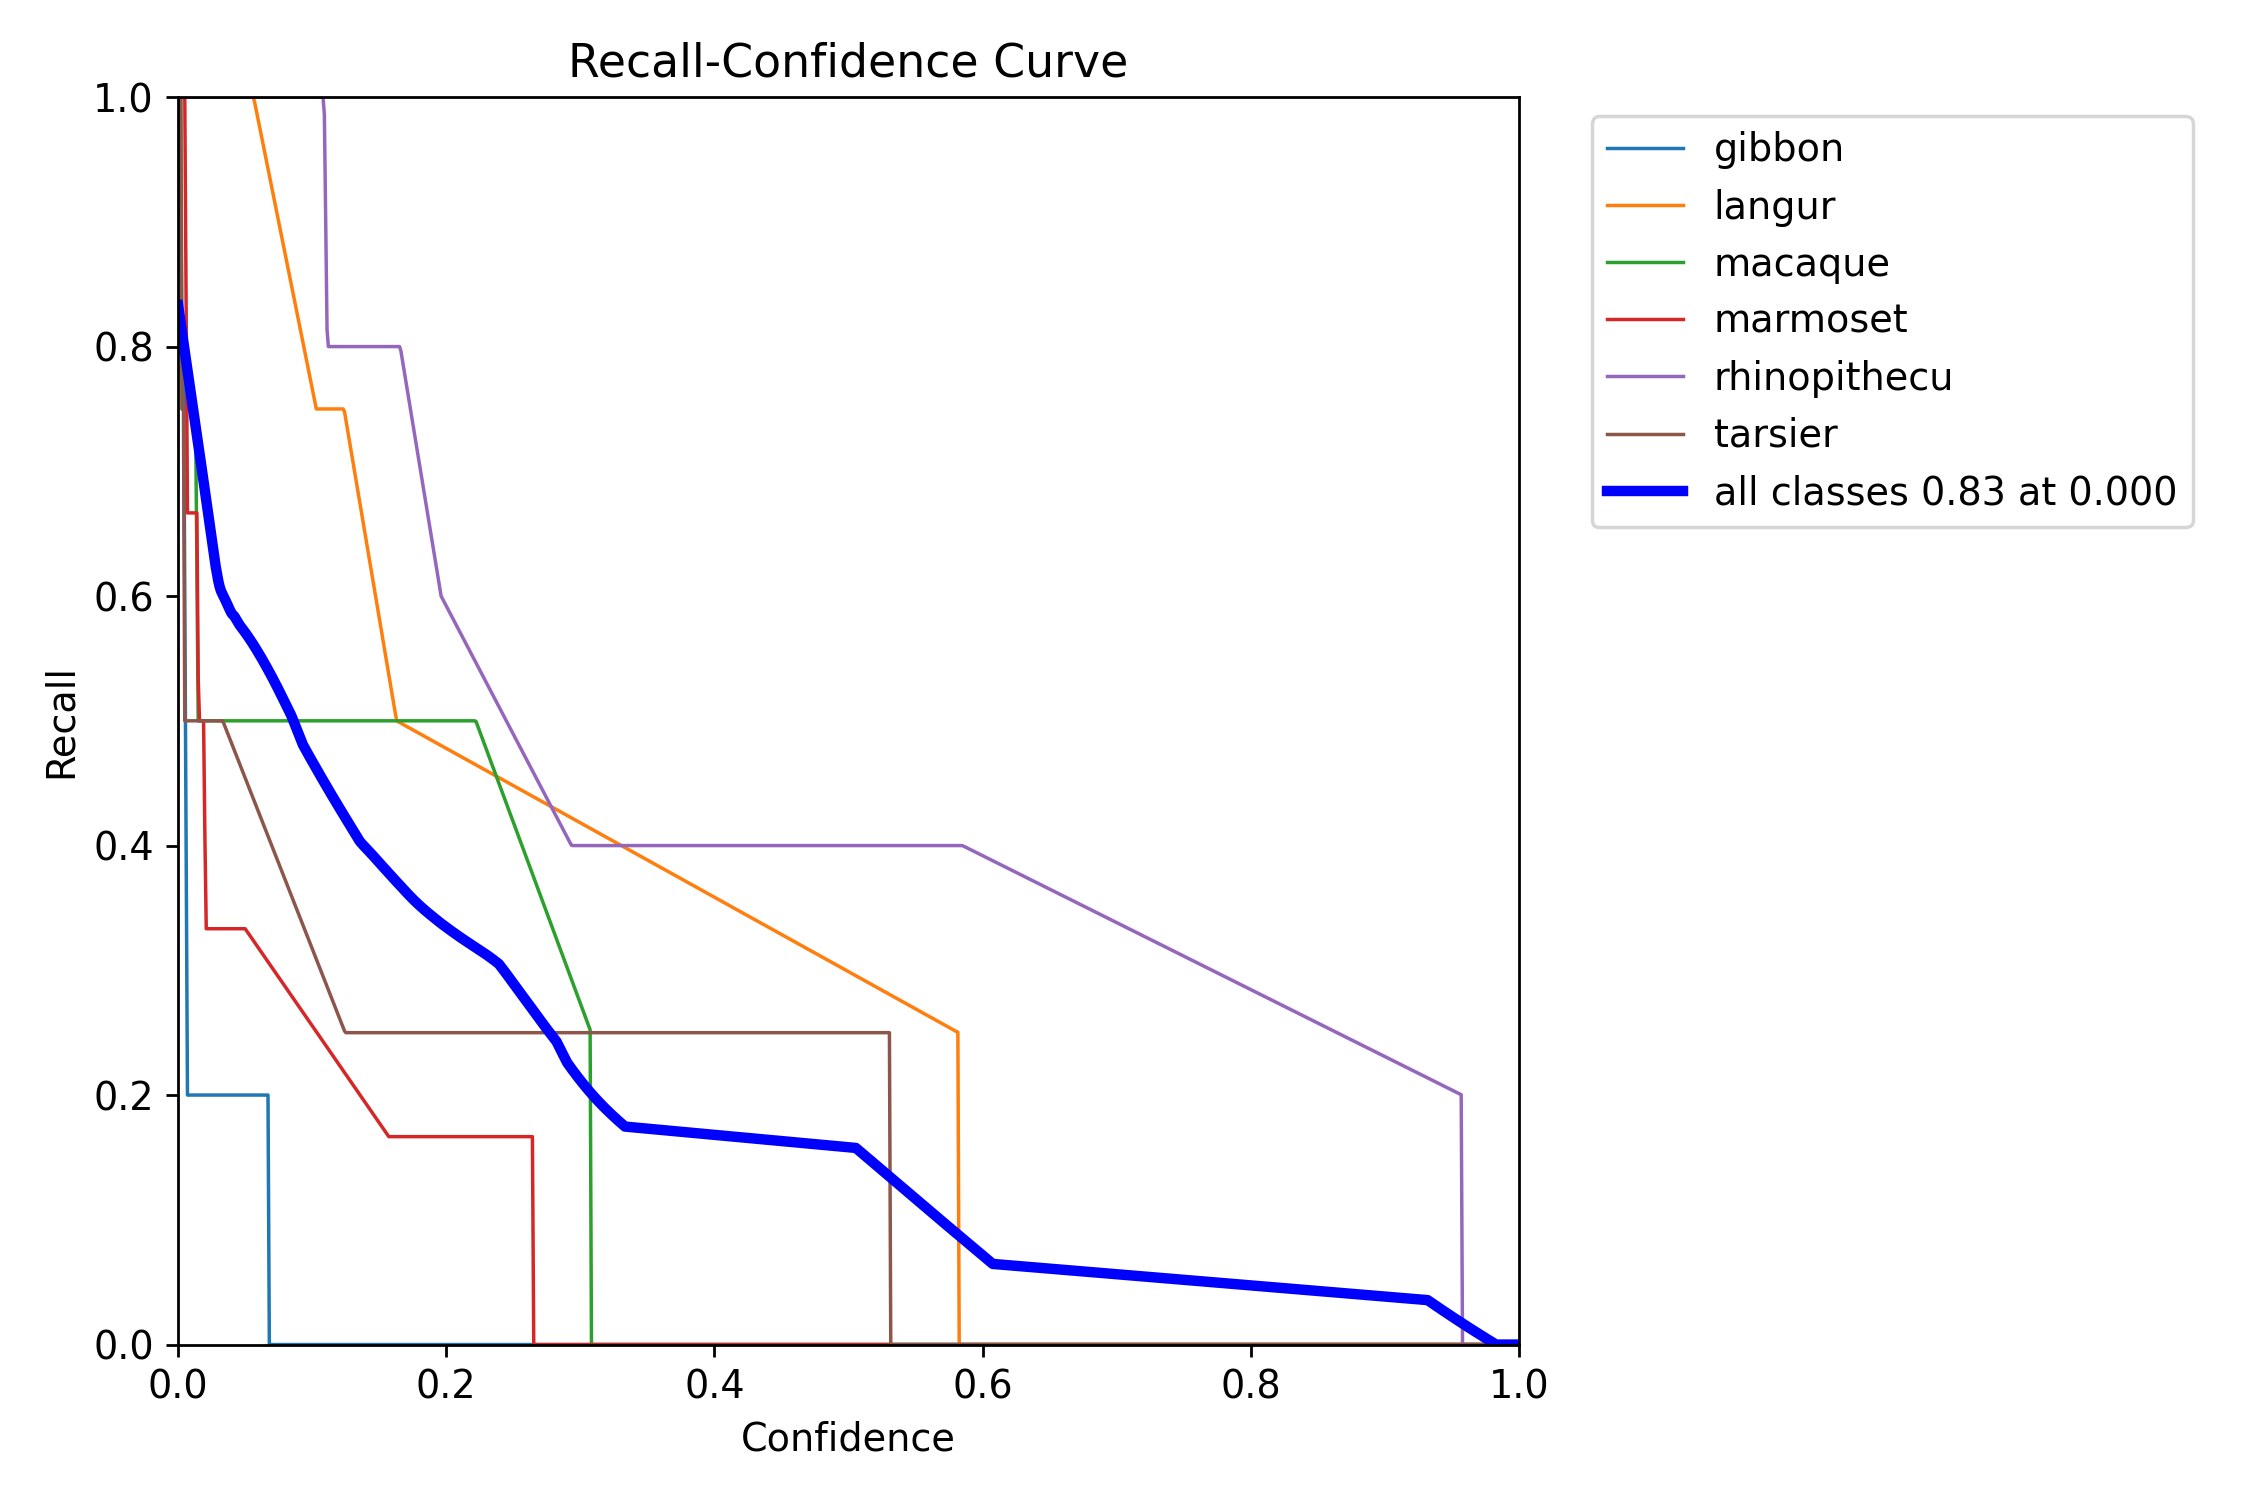 Recall-Confidence Curve
1.0
0.8
0.6
0.4
0.2
0.0
Recall
0.0 0.2 0.4 0.6 0.8 1.0
Confidence
gibbon
langur
macaque
marmoset
rhinopithecu
tarsier
all classes 0.83 at 0.000